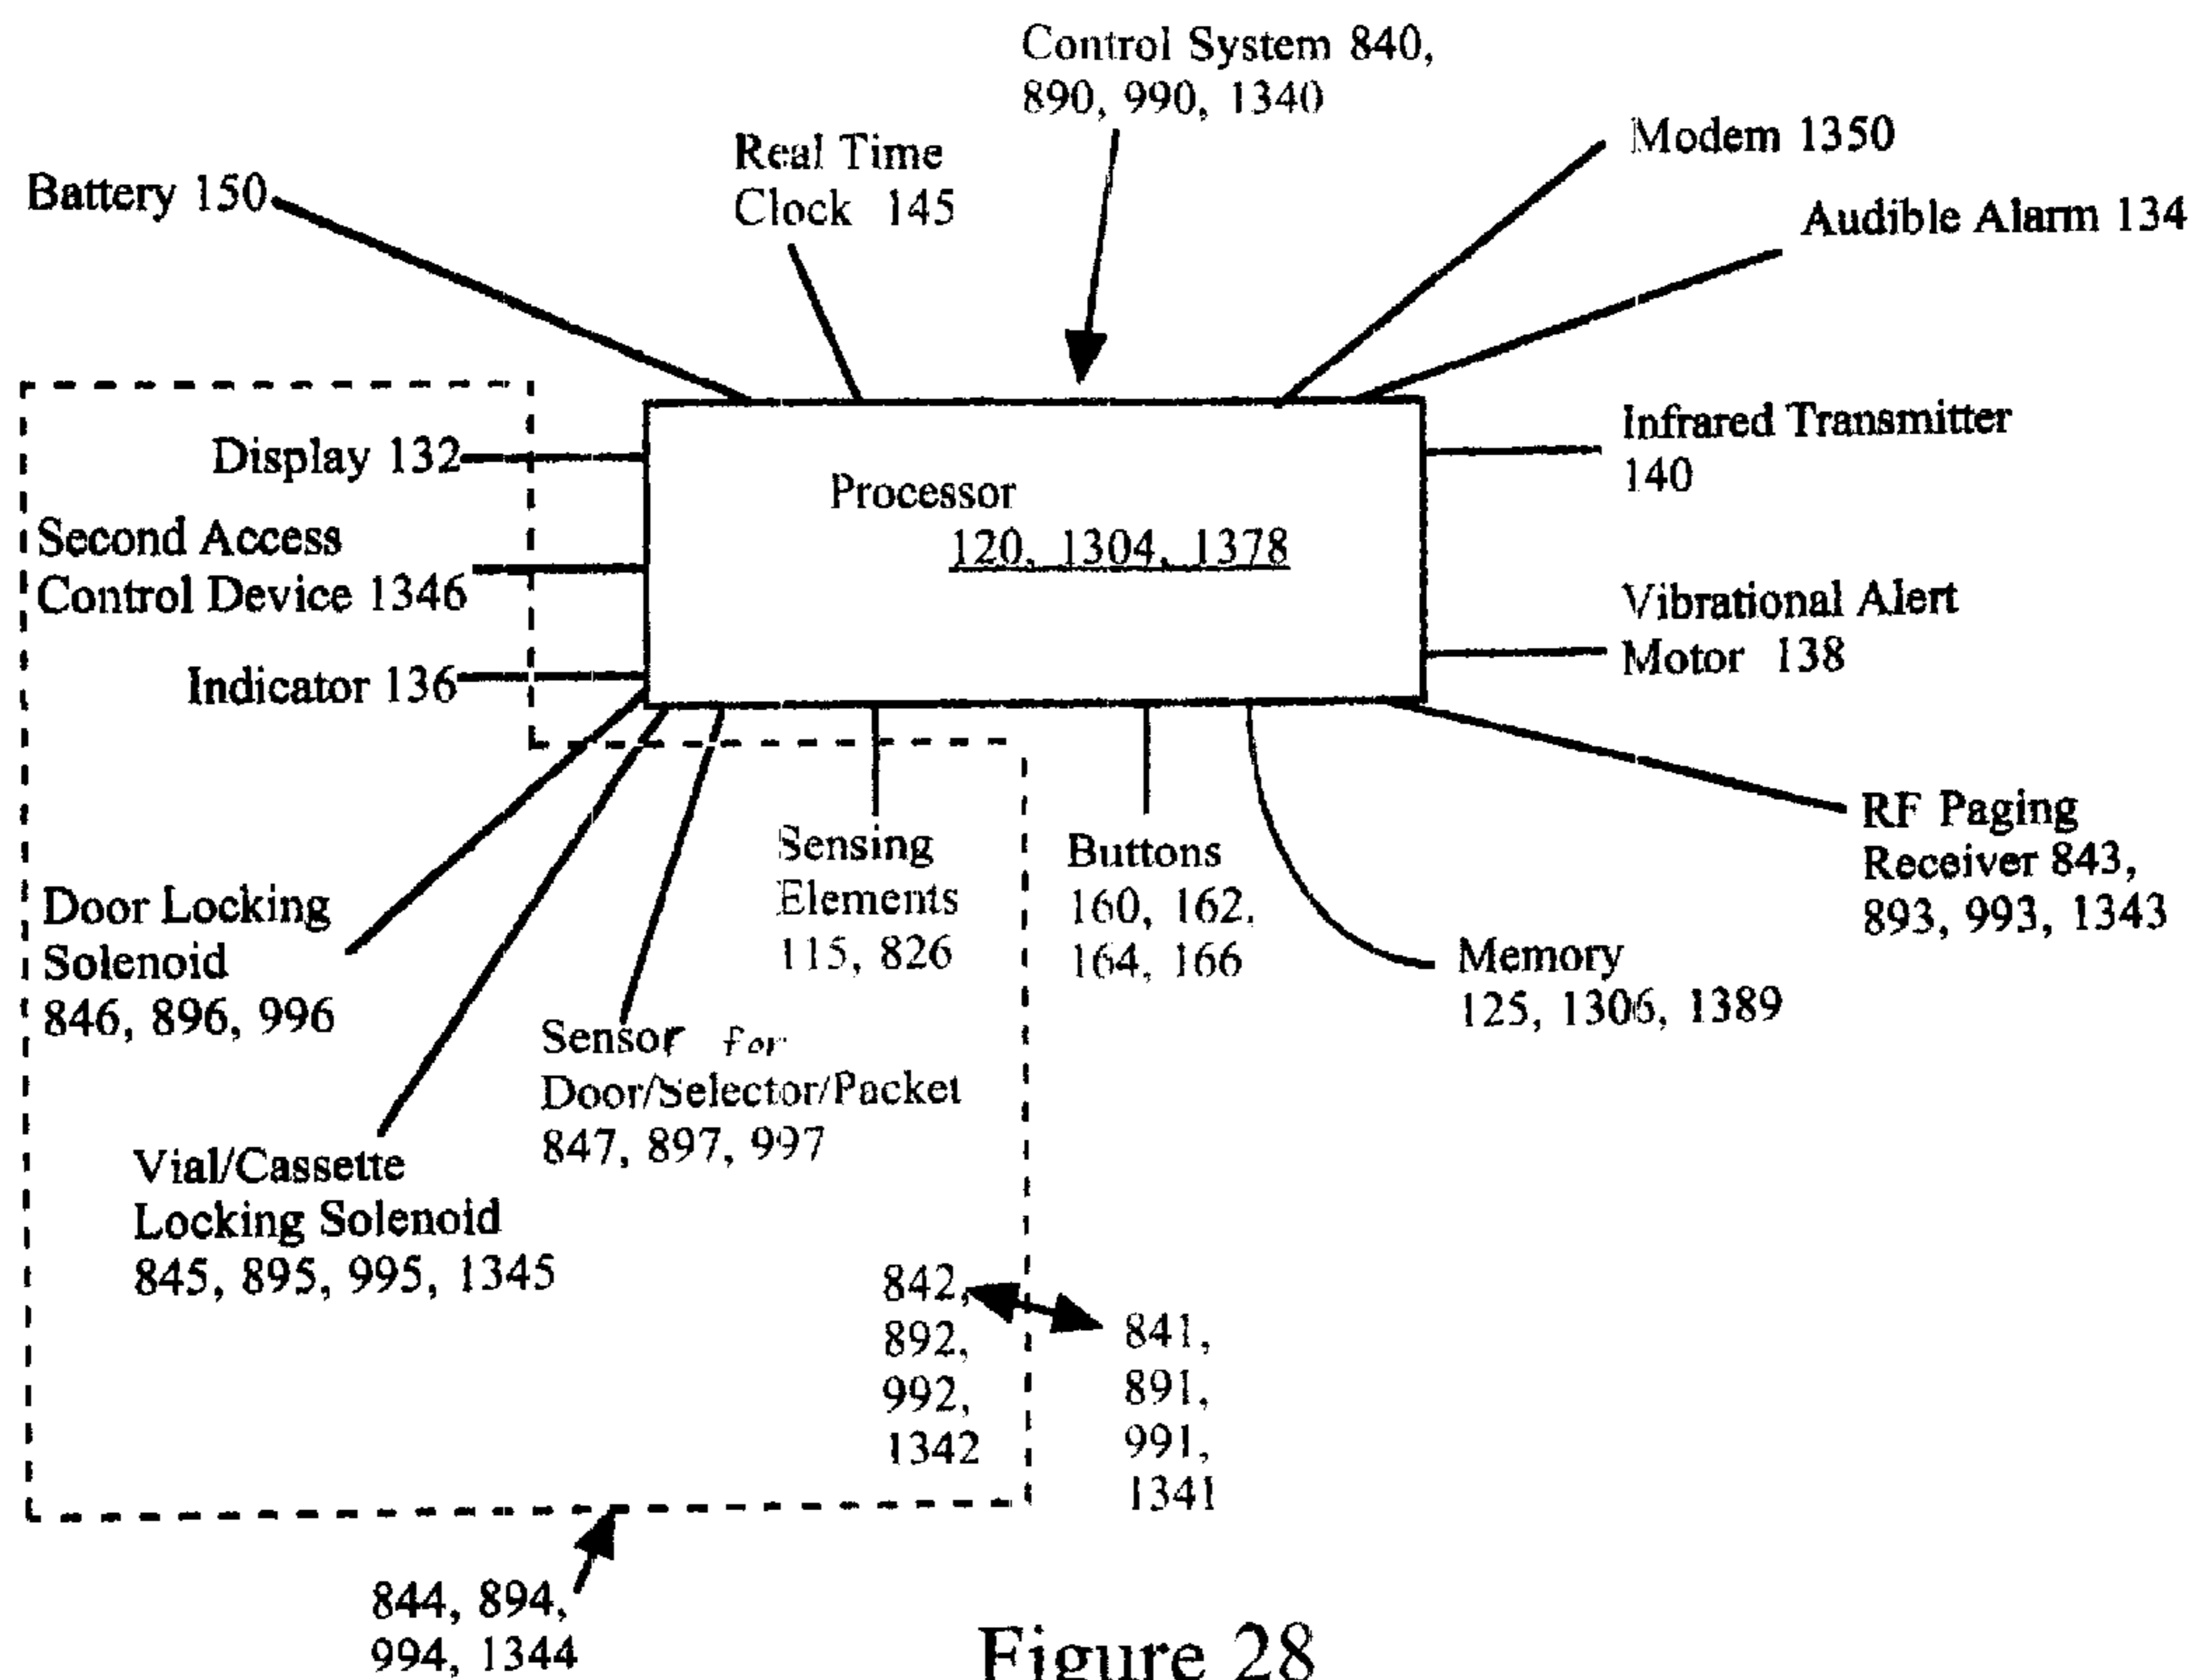 Control System 840,
890, 990, 1340
Real Time
Clock 145
Modem 1350
Battery 150
Audible Alarm 134
Display 132
Processor
120, 1304, 1378
Infrared Transmitter
140
Second Access
Control Device 1346
Vibrational Alert
Motor 138
Indicator 136
Sensing
Elements
115, 826
Buttons
160, 162,
164, 166
RF Paging
Receiver 843,
893, 993, 1343
Door Locking
Solenoid
846, 896, 996
Memory
125, 1306, 1389
Sensor for
Door/Selector/Packet
847, 897, 997
Vial/Cassette
Locking Solenoid
845, 895, 995, 1345
842,
892,
992,
1342
841,
891,
991,
1341
844, 894,
994, 1344
Figure 28